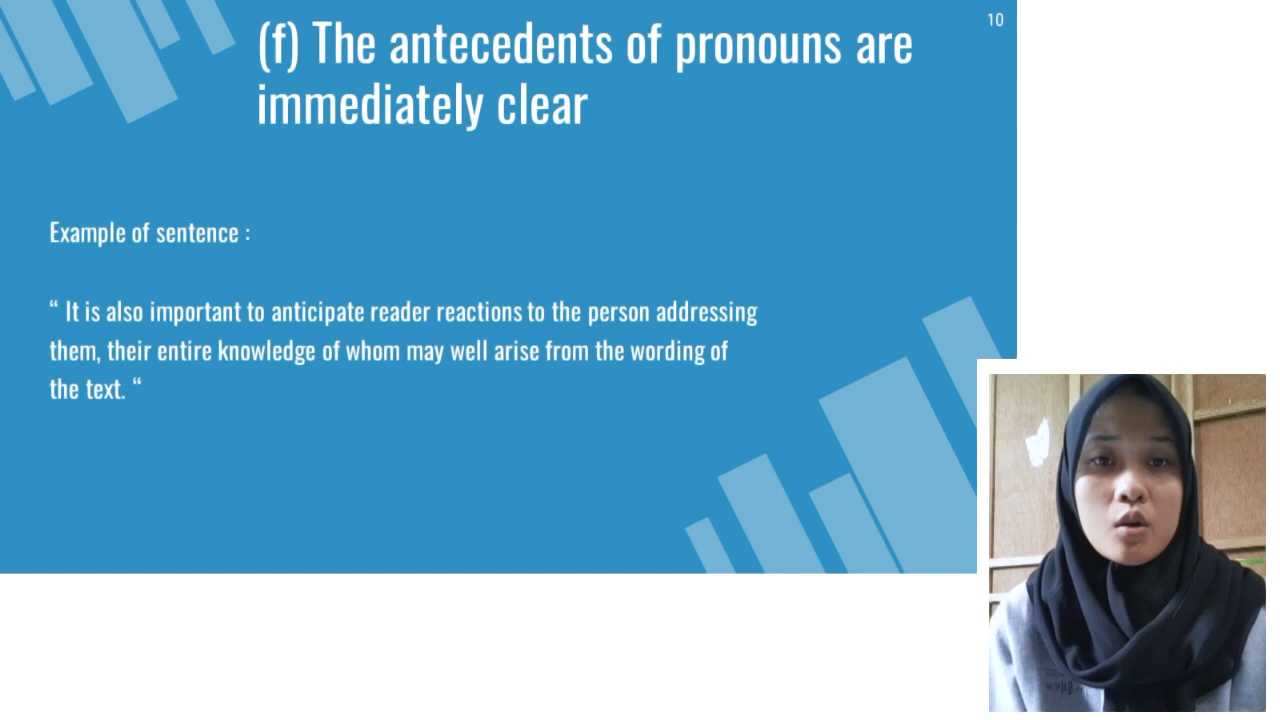 10
(f) The antecedents of pronouns are
immediately clear
Example of sentence :
“ It is also important to anticipate reader reactions to the person addressing
them, their entire knowledge of whom may well arise from the wording of
the text. “